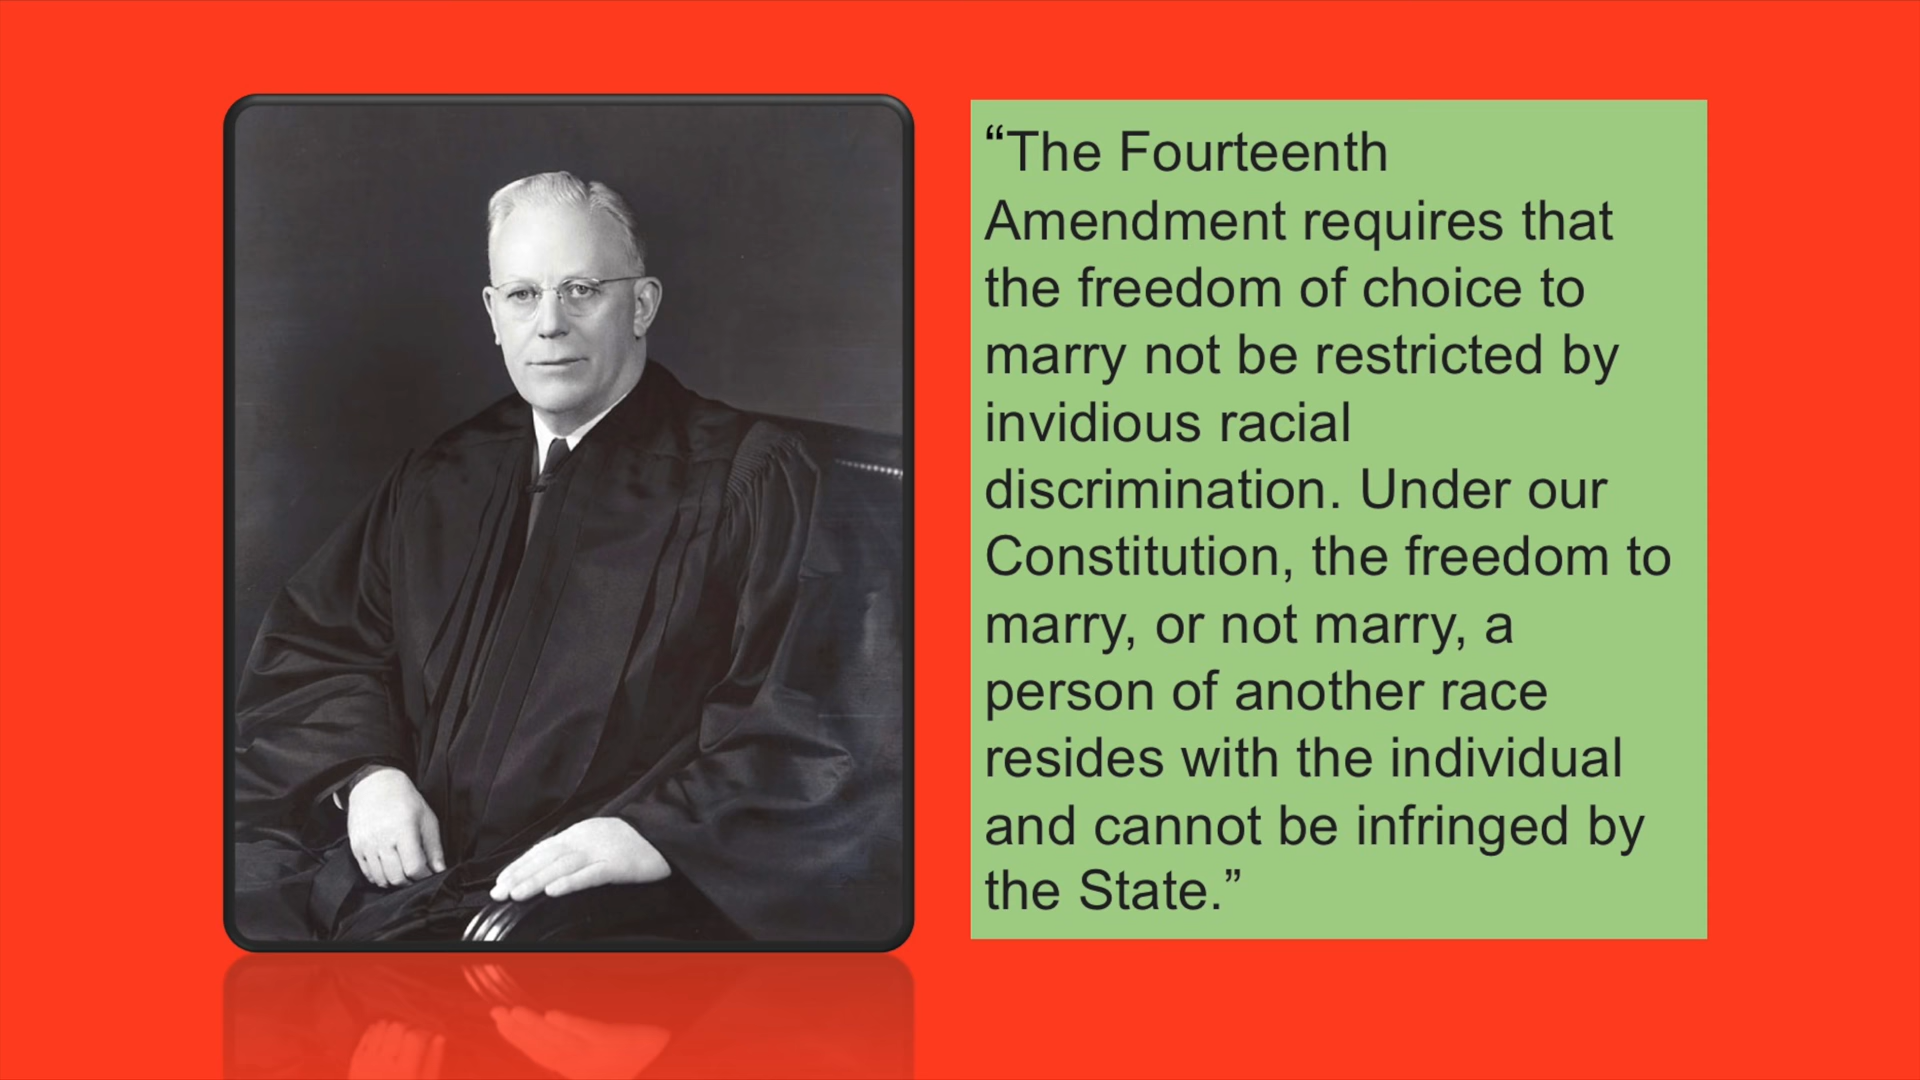 “The Fourteenth
Amendment requires that
the freedom of choice to
marry not be restricted by
invidious racial
discrimination. Under our
Constitution, the freedom to
marry, or not marry, a
person of another race
resides with the individual
and cannot be infringed by
the State.”